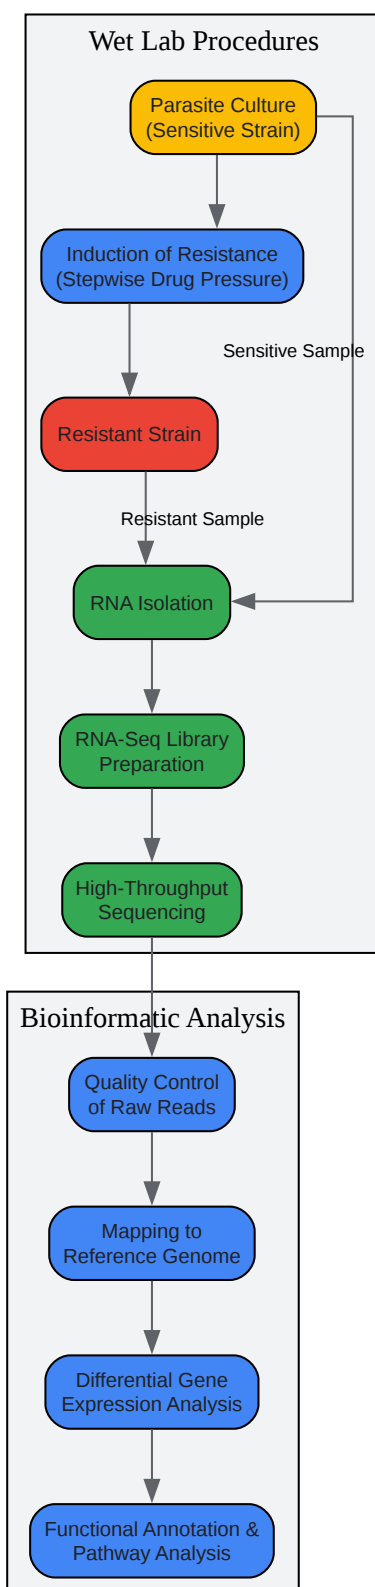 Wet Lab Procedures
Parasite Culture
(Sensitive Strain)
Induction of Resistance
(Stepwise Drug Pressure)
Sensitive Sample
Resistant Strain
Resistant Sample
RNA Isolation
RNA-Seq Library
Preparation
High-Throughput
Sequencing
Bioinformatic Analysis
Quality Control
of Raw Reads
Mapping to
Reference Genome
Differential Gene
Expression Analysis
Functional Annotation &
Pathway Analysis